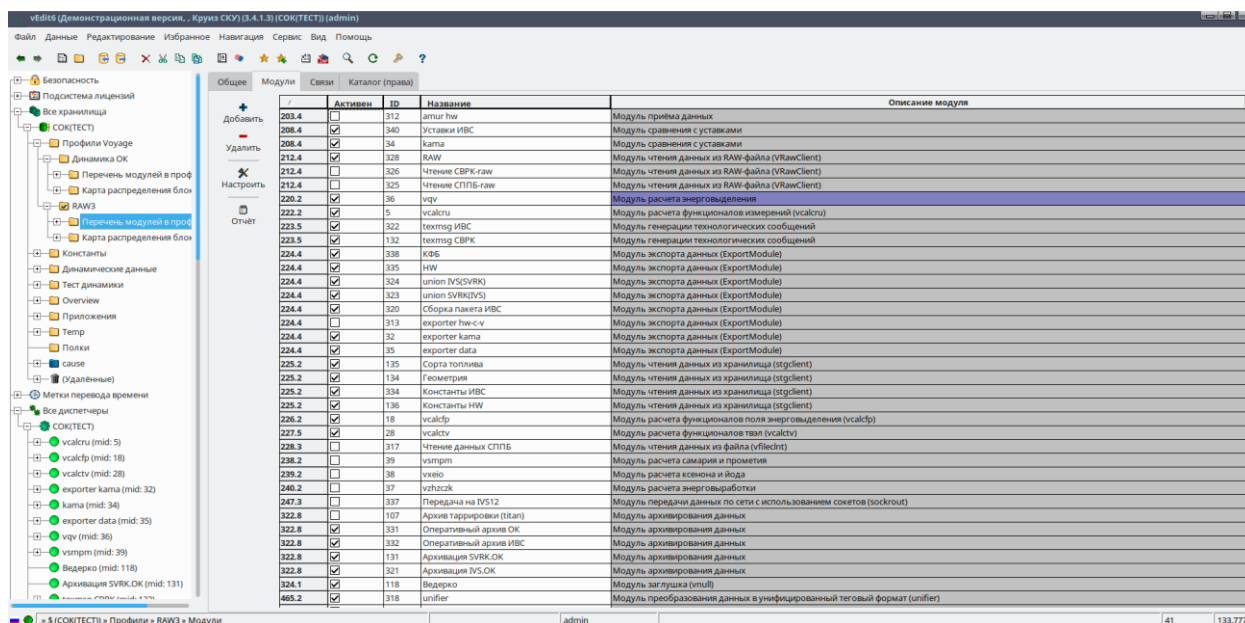 vEdit6 (Демонстрационная версия, , Круиз СКУ) (3.4.1.3) (СОК(ТЕСТ)) (admin)
Файл Данные Редактирование Избранное Навигация Сервис Вид Помощь
Безопасность
Подсистема лицензий
Все хранилища
СОК(ТЕСТ)
Профили Voyage
Динамика ОК
Перечень модулей в проф
Карта распределения блок
RAW3
Перечень модулей в проф
Карта распределения блок
Константы
Динамические данные
Тест динамики
Overview
Приложения
Temp
Полки
cause
(Удалённые)
Метки перевода времени
Все диспетчеры
СОК(ТЕСТ)
vcalcru (mid: 5)
vcalcfp (mid: 18)
vcalctv (mid: 28)
exporter kama (mid: 32)
kama (mid: 34)
exporter data (mid: 35)
vqv (mid: 36)
vsmpm (mid: 39)
Ведерко (mid: 118)
Архивация SVRK.OK (mid: 131)
Общее Модули Связи Каталог (права)
Добавить
Удалить
Настроить
Отчёт
/ Активен ID Название Описание модуля
203.4 312 amur hw Модуль приёма данных
208.4 340 Уставки ИВС Модуль сравнения с уставками
208.4 34 kama Модуль сравнения с уставками
212.4 328 RAW Модуль чтения данных из RAW-файла (VRawClient)
212.4 326 Чтение СВРК-raw Модуль чтения данных из RAW-файла (VRawClient)
212.4 325 Чтение СППБ-raw Модуль чтения данных из RAW-файла (VRawClient)
220.2 36 vqv Модуль расчета энерговыделения
222.2 5 vcalcru Модуль расчета функционалов измерений (vcalcru)
223.5 322 texmsg ИВС Модуль генерации технологических сообщений
223.5 132 texmsg СВРК Модуль генерации технологических сообщений
224.4 338 КФБ Модуль экспорта данных (ExportModule)
224.4 335 HW Модуль экспорта данных (ExportModule)
224.4 324 union IVS(SVRK) Модуль экспорта данных (ExportModule)
224.4 323 union SVRK(IVS) Модуль экспорта данных (ExportModule)
224.4 320 Сборка пакета ИВС Модуль экспорта данных (ExportModule)
224.4 313 exporter hw-c-v Модуль экспорта данных (ExportModule)
224.4 32 exporter kama Модуль экспорта данных (ExportModule)
224.4 35 exporter data Модуль экспорта данных (ExportModule)
225.2 135 Сорта топлива Модуль чтения данных из хранилища (stgclient)
225.2 134 Геометрия Модуль чтения данных из хранилища (stgclient)
225.2 334 Константы ИВС Модуль чтения данных из хранилища (stgclient)
225.2 136 Константы HW Модуль чтения данных из хранилища (stgclient)
226.2 18 vcalcfp Модуль расчета функционалов поля энерговыделения (vcalcfp)
227.5 28 vcalctv Модуль расчета функционалов твэл (vcalctv)
228.3 317 Чтение данных СППБ Модуль чтения данных из файла (vfileclnt)
238.2 39 vsmpm Модуль расчета самария и прометия
239.2 38 vxeio Модуль расчета ксенона и йода
240.2 37 vzhzczk Модуль расчета энерговыработки
247.3 337 Передача на IVS12 Модуль передачи данных по сети с использованием сокетов (sockrout)
322.8 107 Архив таррировки (titan) Модуль архивирования данных
322.8 331 Оперативный архив ОК Модуль архивирования данных
322.8 332 Оперативный архив ИВС Модуль архивирования данных
322.8 131 Архивация SVRK.OK Модуль архивирования данных
322.8 321 Архивация IVS.OK Модуль архивирования данных
324.1 118 Ведерко Модуль заглушка (vnull)
465.2 318 unifier Модуль преобразования данных в унифицированный теговый формат (unifier)
» $ (СОК(ТЕСТ)) » Профили » RAW3 » Модули admin 41 133.777